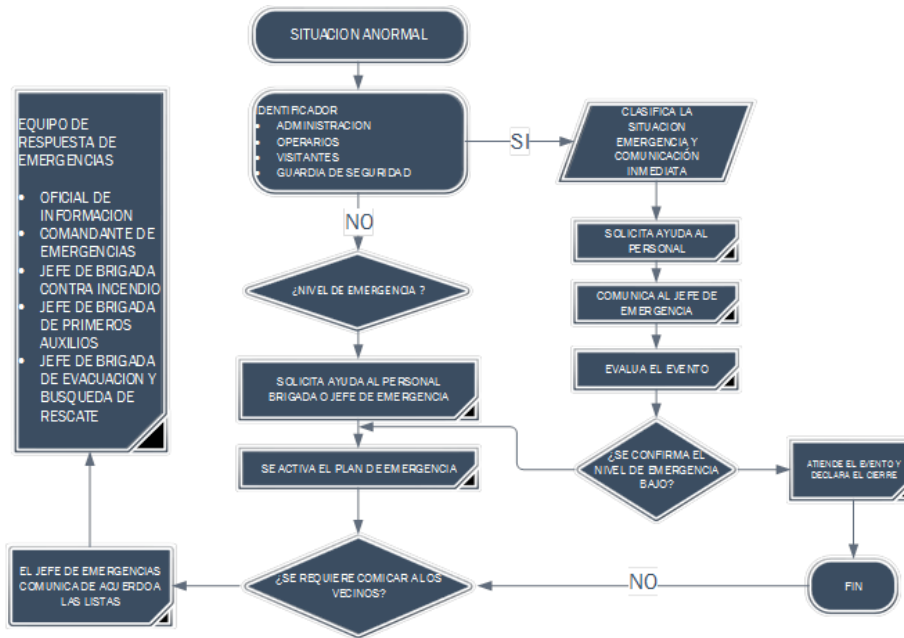 SITUACION ANORMAL
EQUIPO DE
RESPUESTA DE
EMERGENCIAS
• OFICIAL DE
INFORMACION
• COMANDANTE DE
EMERGENCIAS
• JEFE DE BRIGADA
CONTRA INCENDIO
• JEFE DE BRIGADA
DE PRIMEROS
AUXILIOS
• JEFE DE BRIGADA
DE EVACUACION Y
BUSQUEDA DE
RESCATE
IDENTIFICADOR
• ADMINISTRACION
• OPERARIOS
• VISITANTES
• GUARDIA DE SEGURIDAD
SI
CLASIFICA LA
SITUACION
EMERGENCIA Y
COMUNICACIÓN
INMEDIATA
NO
SOLICITA AYUDA AL
PERSONAL
¿NIVEL DE EMERGENCIA ?
COMUNICA AL JEFE DE
EMERGENCIA
EVALUA EL EVENTO
SOLICITA AYUDA AL PERSONAL
BRIGADA O JEFE DE EMERGENCIA
SE ACTIVA EL PLAN DE EMERGENCIA
¿SE CONFIRMA EL
NIVEL DE EMERGENCIA
BAJO?
ATIENDE EL EVENTO Y
DECLARA EL CIERRE
EL JEFE DE EMERGENCIAS
COMUNICA DE ACUERDO A
LAS LISTAS
¿SE REQUIERE COMICAR A LOS
VECINOS?
NO
FIN